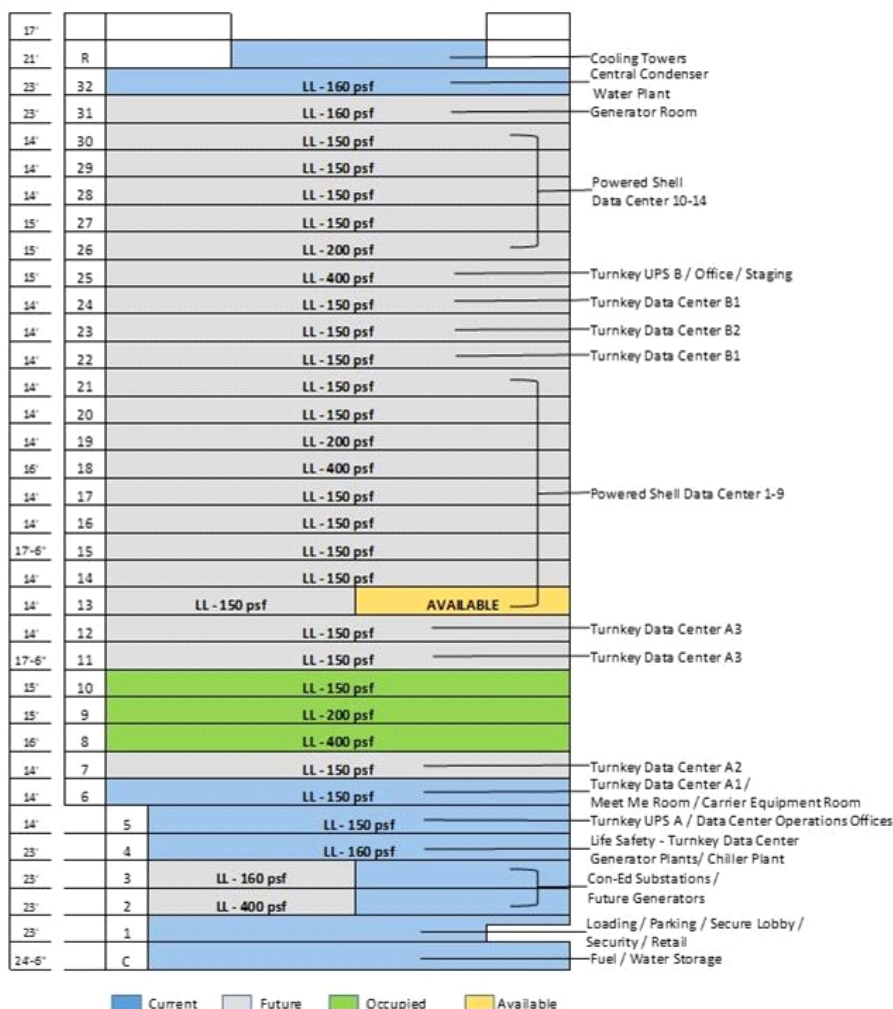 17'
21' R Cooling Towers
Central Condenser
23' 32 LL - 160 psf Water Plant
23' 31 LL - 160 psf Generator Room
14' 30 LL - 150 psf
14' 29 LL - 150 psf
Powered Shell
14' 28 LL - 150 psf Data Center 10-14
15' 27 LL - 150 psf
15' 26 LL - 200 psf
15' 25 LL - 400 psf Turnkey UPS B / Office / Staging
14' 24 LL - 150 psf Turnkey Data Center B1
14' 23 LL - 150 psf Turnkey Data Center B2
14' 22 LL - 150 psf Turnkey Data Center B1
14' 21 LL - 150 psf
14' 20 LL - 150 psf
14' 19 LL - 200 psf
16' 18 LL - 400 psf
14' 17 LL - 150 psf Powered Shell Data Center 1-9
14' 16 LL - 150 psf
17'-6" 15 LL - 150 psf
14' 14 LL - 150 psf
14' 13 LL - 150 psf AVAILABLE
14' 12 LL - 150 psf Turnkey Data Center A3
17'-6" 11 LL - 150 psf Turnkey Data Center A3
15' 10 LL - 150 psf
15' 9 LL - 200 psf
16' 8 LL - 400 psf
14' 7 LL - 150 psf Turnkey Data Center A2
Turnkey Data Center A1 /
14' 6 LL - 150 psf Meet Me Room / Carrier Equipment Room
14' 5 LL - 150 psf Turnkey UPS A / Data Center Operations Offices
Life Safety - Turnkey Data Center
23' 4 LL - 160 psf Generator Plants/ Chiller Plant
23' 3 LL - 160 psf Con-Ed Substations /
23' 2 LL - 400 psf Future Generators
Loading / Parking / Secure Lobby /
23' 1 Security / Retail
24'-6" C Fuel / Water Storage
Current Future Occupied Available